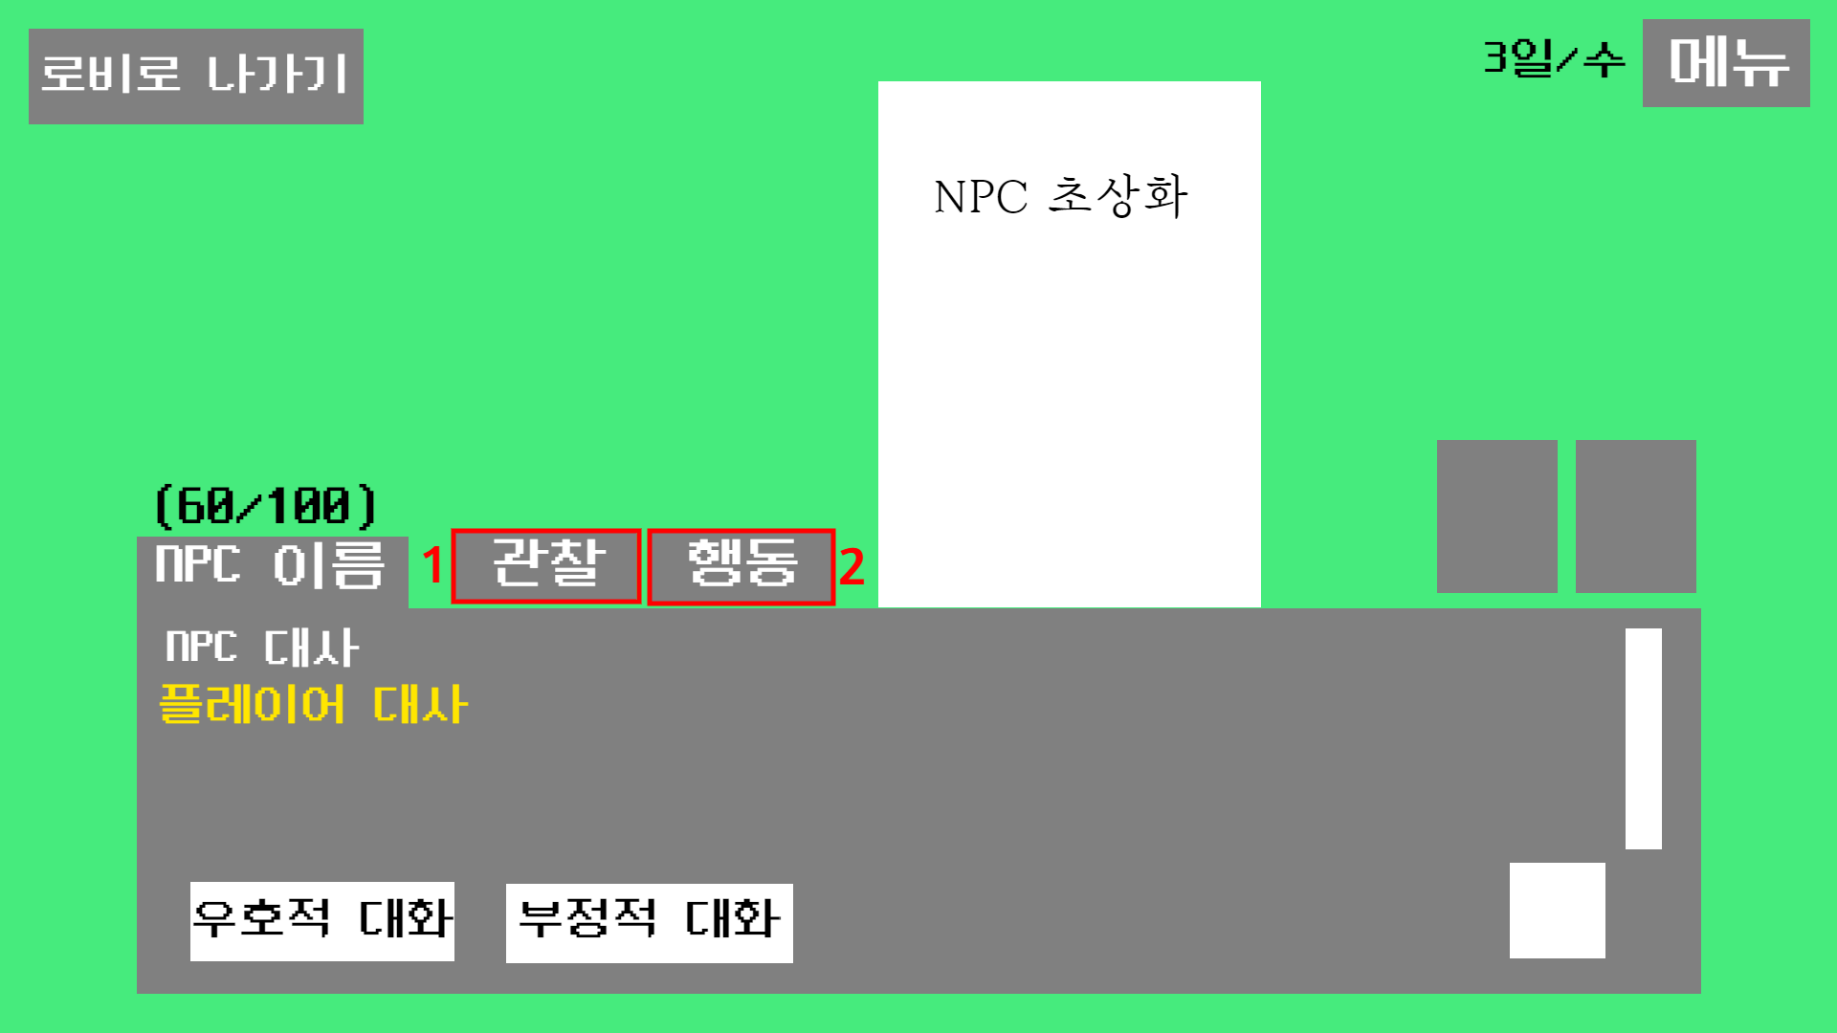 로비로 나가기
3일/수
메뉴
NPC 초상화
(60/100)
NPC 이름
1
관찰
행동
2
NPC 대사
플레이어 대사
우호적 대화
부정적 대화